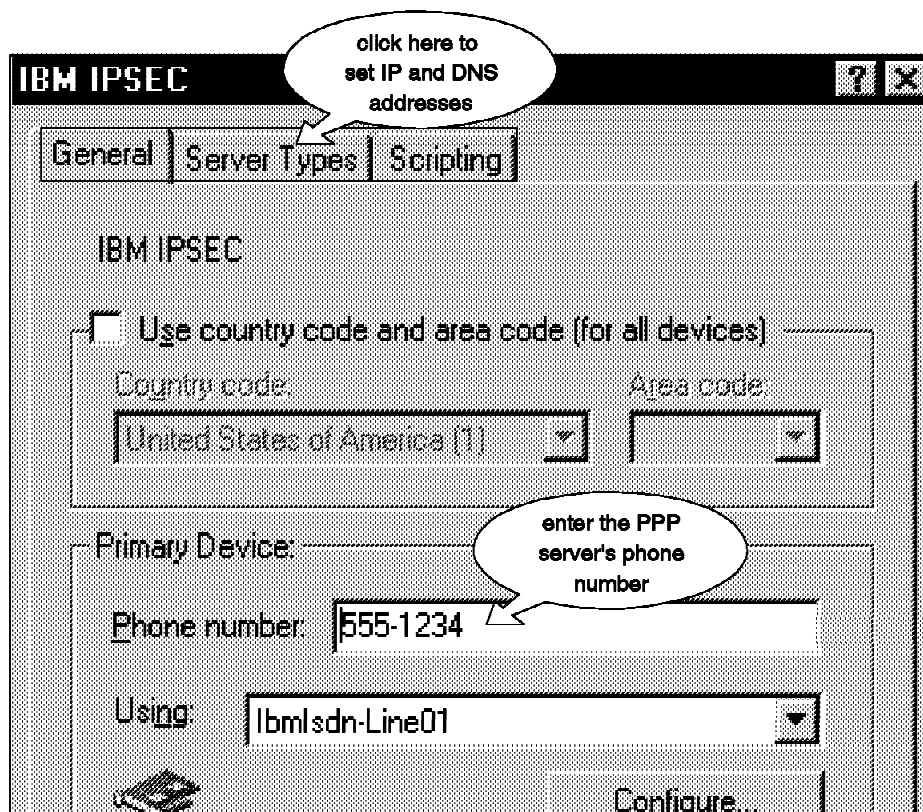 click here to
set IP and DNS
addresses
IBM IPSEC
General Server Types Scripting
IBM IPSEC
Use country code and area code (for all devices)
Country code: Area code:
United States of America (1)
Primary Device:
enter the PPP
server's phone
number
Phone number: 555-1234
Using: IbmIsdn-Line01
Configure...